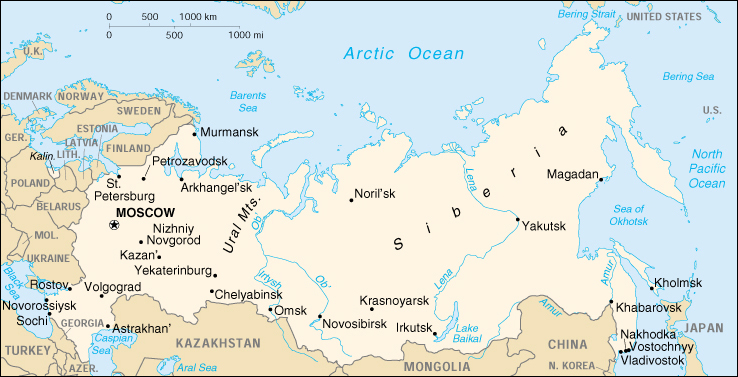 0 500 1000 km
0 500 1000 mi
Bering Strait
UNITED STATES
Arctic Ocean
U.K.
Bering Sea
Barents
Sea
DENMARK
NORWAY
SWEDEN
U.S.
ESTONIA
GER.
LATVIA
Murmansk
FINLAND
Kalin.
LITH.
Petrozavodsk
North
Pacific
Ocean
POLAND
St.
Petersburg
Arkhangel'sk
Lena
Magadan
Siberia
Noril'sk
BELARUS
MOSCOW
Ural Mts.
Ob'
Sea of
Okhotsk
MOL.
Nizhniy
Novgorod
Yakutsk
UKRAINE
Kazan'
Yekaterinburg
Irtysh
Ob'
Lena
Amur
Black
Sea
Rostov
Volgograd
Chelyabinsk
Kholmsk
Novorossiysk
Krasnoyarsk
Amur
Khabarovsk
Sochi
Omsk
Novosibirsk
GEORGIA
Astrakhan'
Irkutsk
Lake
Baikal
JAPAN
Caspian
Sea
KAZAKHSTAN
CHINA
Nakhodka
Vostochnyy
Vladivostok
TURKEY
AZER.
Aral Sea
MONGOLIA
N. KOREA